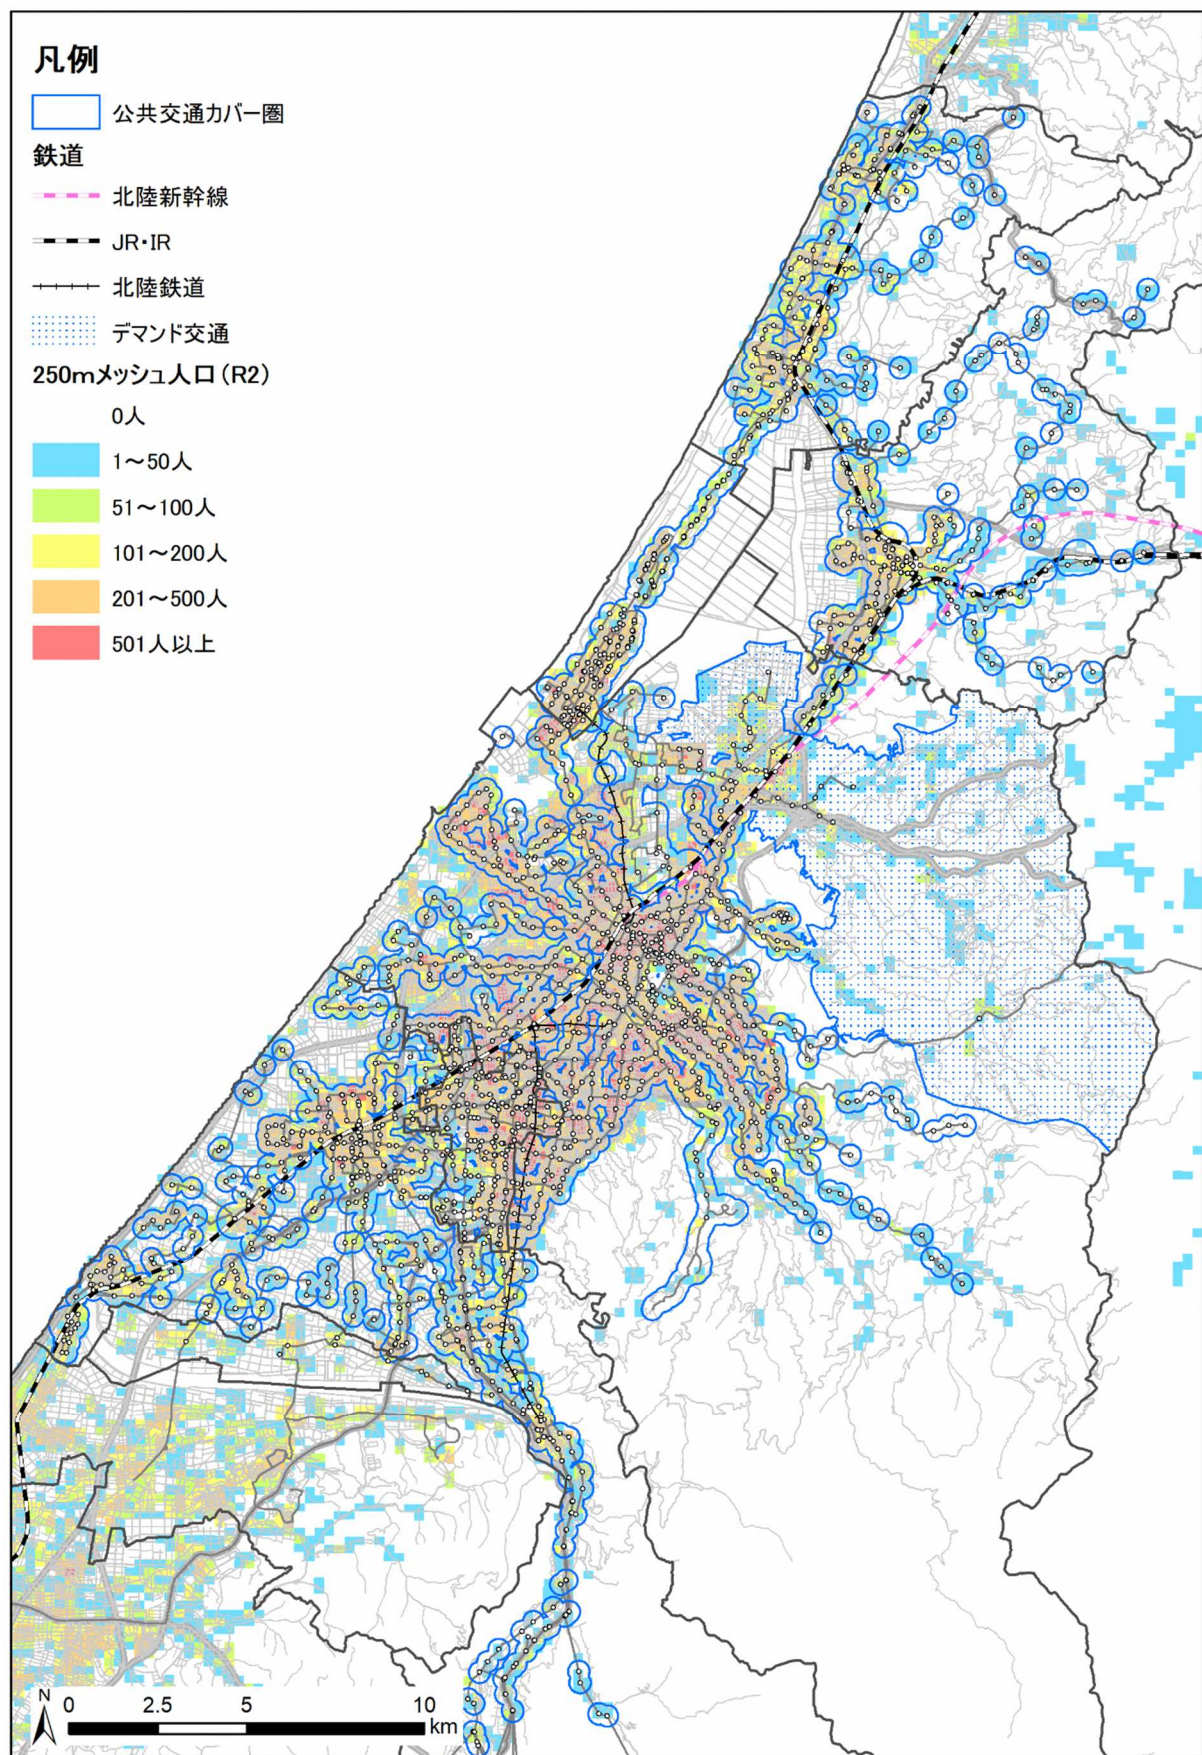 凡例
公共交通カバー圏
鉄道
北陸新幹線
JR・IR
北陸鉄道
デマンド交通
250mメッシュ人口(R2)
0人
1～50人
51～100人
101～200人
201～500人
501人以上
N
0 2.5 5 10
km